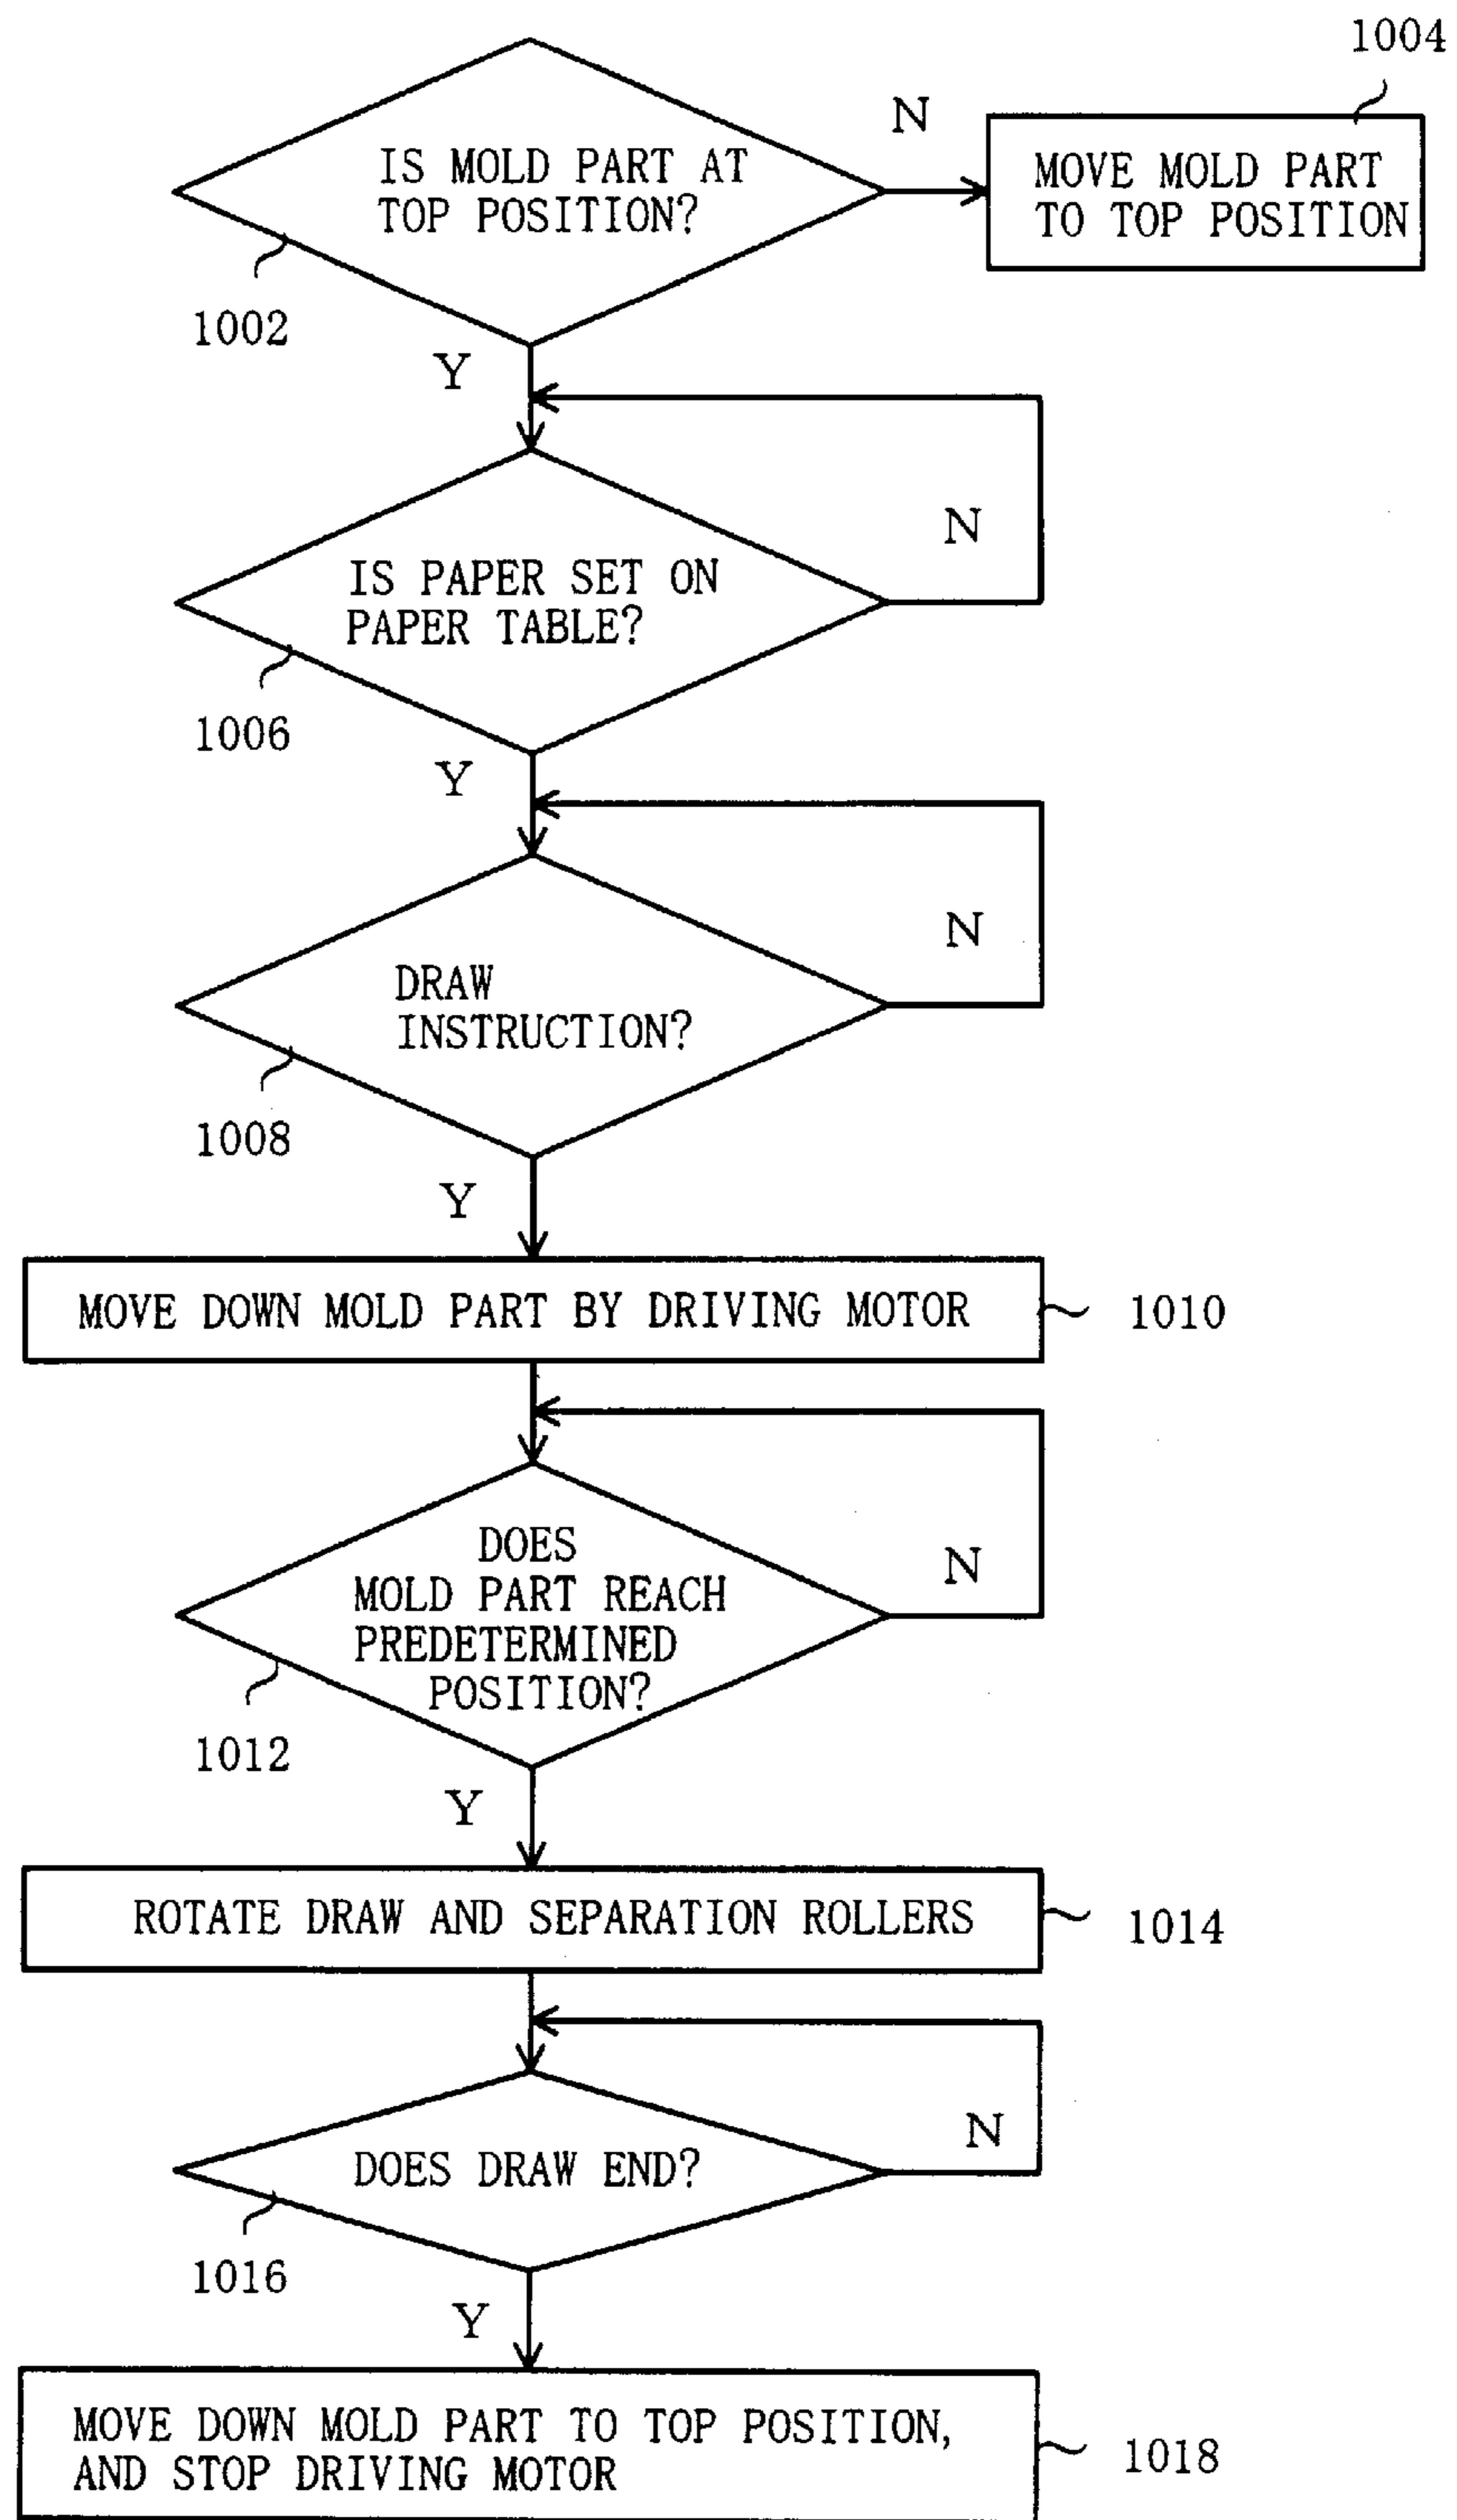 1004
N
IS MOLD PART AT
TOP POSITION?
MOVE MOLD PART
TO TOP POSITION
1002
Y
N
IS PAPER SET ON
PAPER TABLE?
1006
Y
N
DRAW
INSTRUCTION?
1008
Y
MOVE DOWN MOLD PART BY DRIVING MOTOR
1010
DOES
MOLD PART REACH
PREDETERMINED
POSITION?
N
1012
Y
ROTATE DRAW AND SEPARATION ROLLERS
1014
N
DOES DRAW END?
1016
Y
MOVE DOWN MOLD PART TO TOP POSITION,
AND STOP DRIVING MOTOR
1018